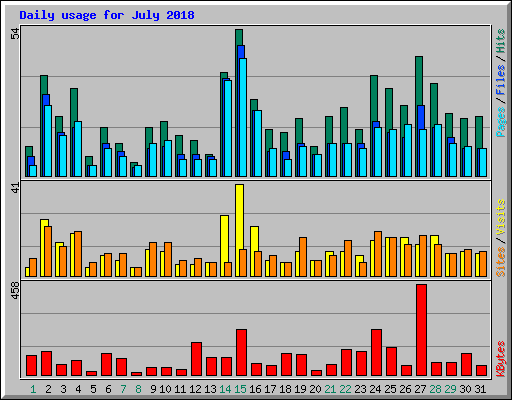 Daily usage for July 2018
54
41
458
Pages / Files / Hits
Sites / Visits
KBytes
1 2 3 4 5 6 7 8 9 10 11 12 13 14 15 16 17 18 19 20 21 22 23 24 25 26 27 28 29 30 31